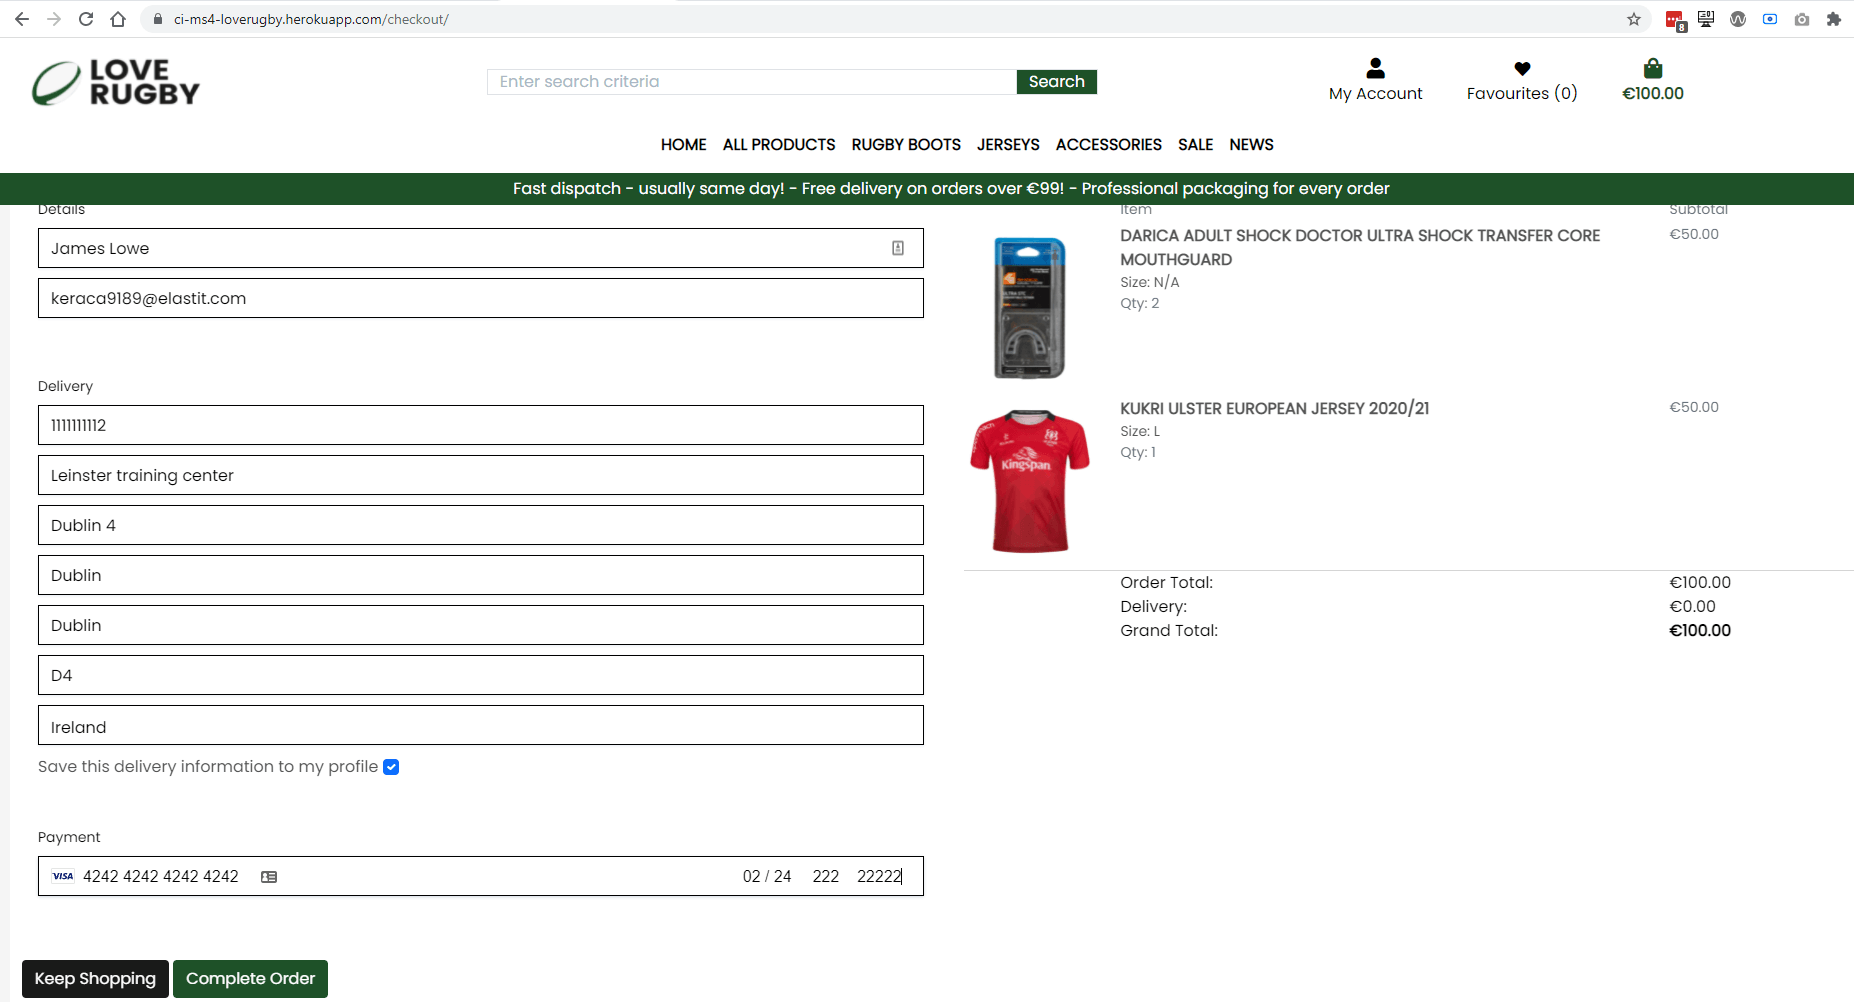 ci-ms4-loverugby.herokuapp.com/checkout/
8
LOVE
RUGBY
Enter search criteria
Search
My Account
Favourites (0)
€100.00
HOME ALL PRODUCTS RUGBY BOOTS JERSEYS ACCESSORIES SALE NEWS
Fast dispatch - usually same day! - Free delivery on orders over €99! - Professional packaging for every order
Details
James Lowe
keraca9189@elastit.com
Delivery
1111111112
Leinster training center
Dublin 4
Dublin
Dublin
D4
Ireland
Save this delivery information to my profile
Payment
VISA 4242 4242 4242 4242 02 / 24 222 22222
Keep Shopping
Complete Order
Item Subtotal
DARICA ADULT SHOCK DOCTOR ULTRA SHOCK TRANSFER CORE €50.00
MOUTHGUARD
Size: N/A
Qty: 2
KUKRI ULSTER EUROPEAN JERSEY 2020/21 €50.00
Size: L
Qty: 1
Kingspan
Order Total: €100.00
Delivery: €0.00
Grand Total: €100.00